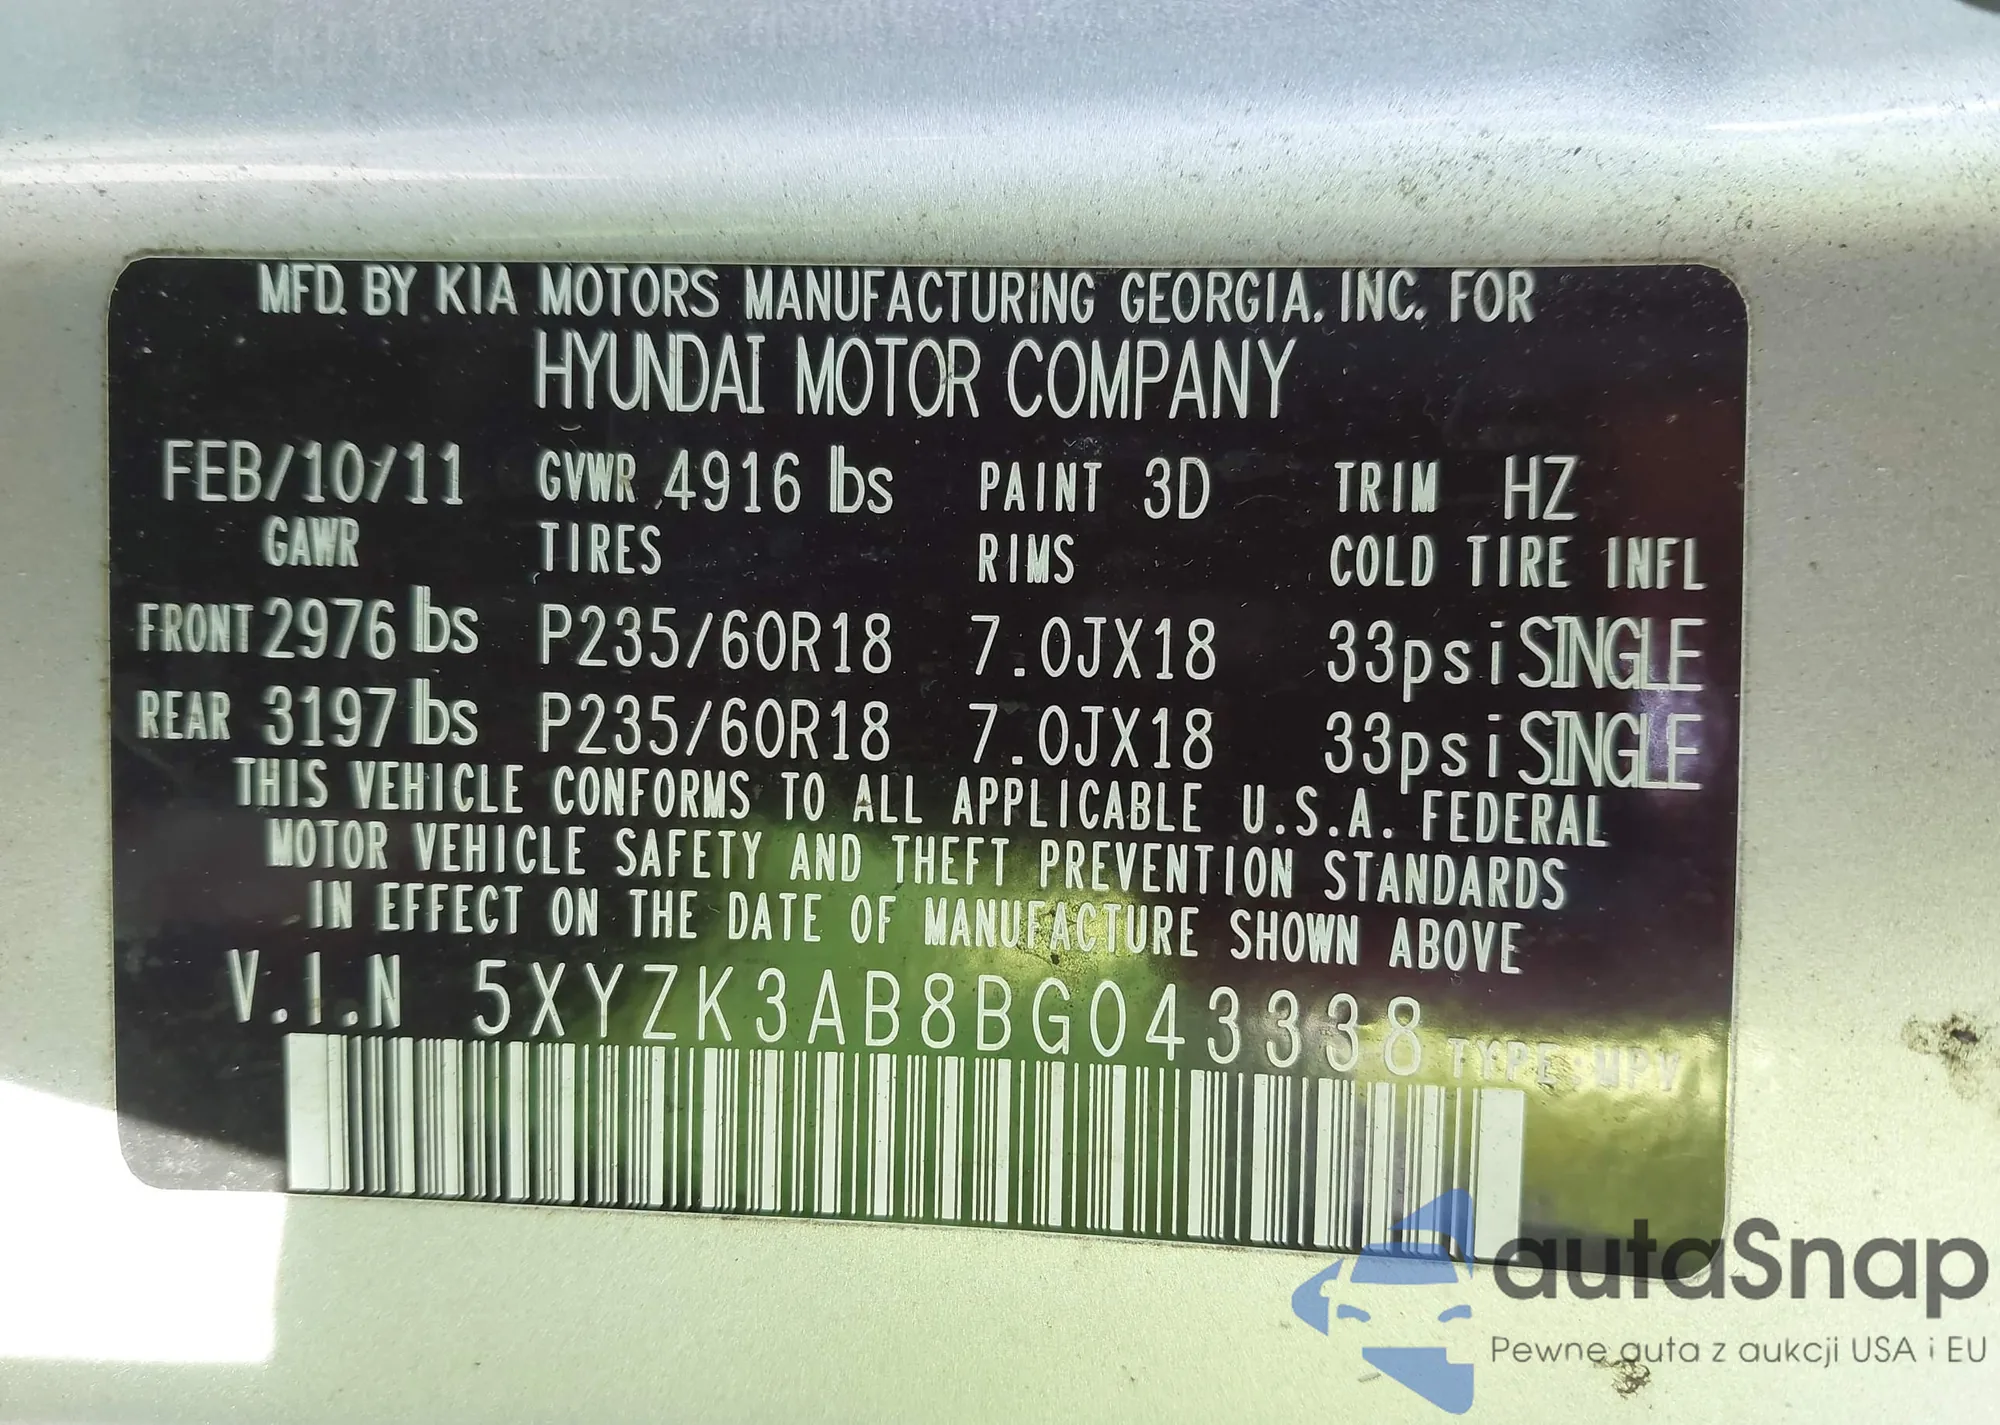 MFD. BY KIA MOTORS MANUFACTURING GEORGIA, INC. FOR
HYUNDAI MOTOR COMPANY
FEB/10/11 GVWR 4916 lbs PAINT 3D TRIM HZ
GAWR TIRES RIMS COLD TIRE INFL
FRONT 2976 lbs P235/60R18 7.0JX18 33psi SINGLE
REAR 3197 lbs P235/60R18 7.0JX18 33psi SINGLE
THIS VEHICLE CONFORMS TO ALL APPLICABLE U.S.A. FEDERAL
MOTOR VEHICLE SAFETY AND THEFT PREVENTION STANDARDS
IN EFFECT ON THE DATE OF MANUFACTURE SHOWN ABOVE
V.I.N 5XYZK3AB8BG043338 TYPE:MPV
autaSnap
Pewne auta z aukcji USA i EU